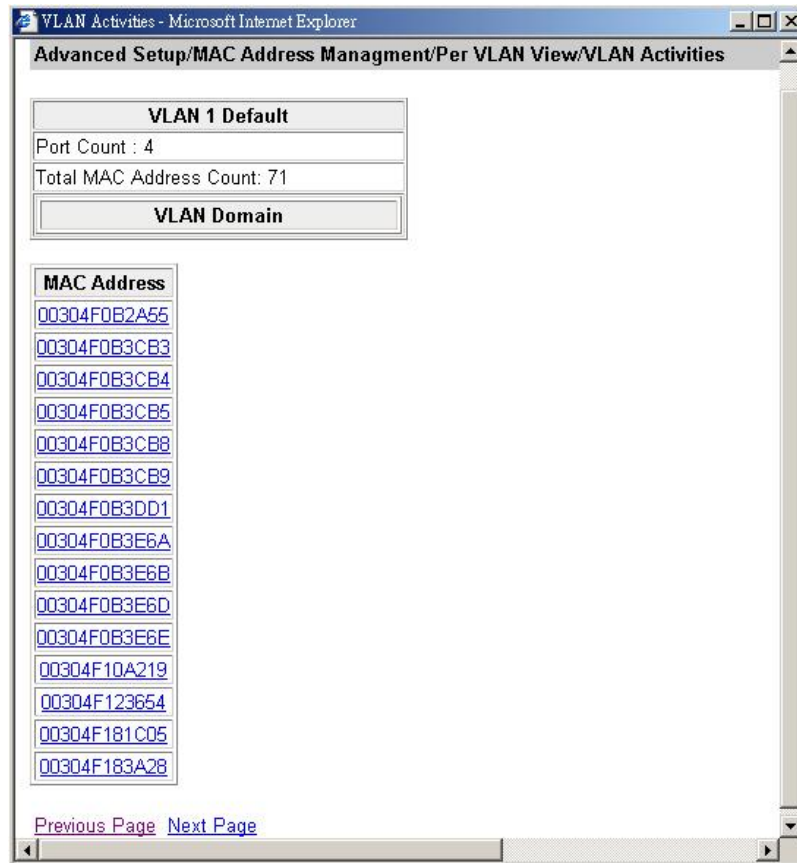 VLAN Activities - Microsoft Internet Explorer
Advanced Setup/MAC Address Managment/Per VLAN View/VLAN Activities
VLAN 1 Default
Port Count : 4
Total MAC Address Count: 71
VLAN Domain
MAC Address
00304F0B2A55
00304F0B3CB3
00304F0B3CB4
00304F0B3CB5
00304F0B3CB8
00304F0B3CB9
00304F0B3DD1
00304F0B3E6A
00304F0B3E6B
00304F0B3E6D
00304F0B3E6E
00304F10A219
00304F123654
00304F181C05
00304F183A28
Previous Page Next Page